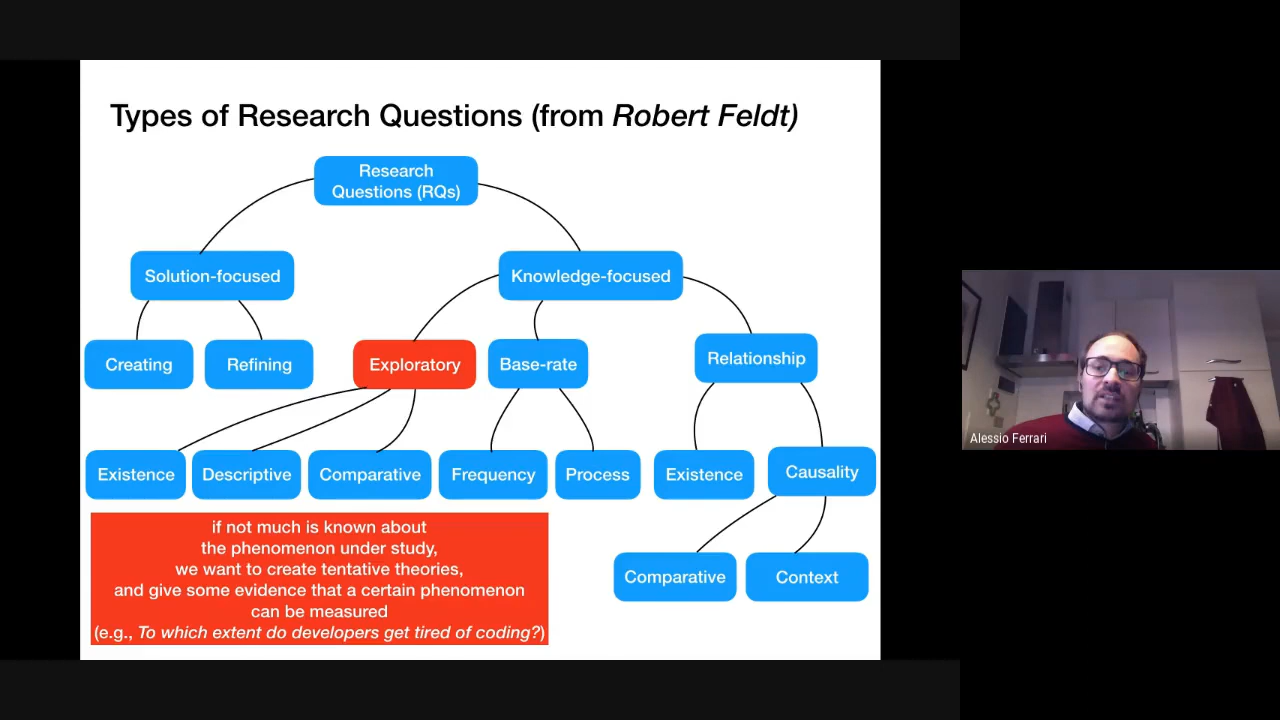 Types of Research Questions (from Robert Feldt)
Research
Questions (RQs)
Solution-focused
Knowledge-focused
Creating
Refining
Exploratory
Base-rate
Relationship
Existence
Descriptive
Comparative
Frequency
Process
Existence
Causality
if not much is known about
the phenomenon under study,
we want to create tentative theories,
and give some evidence that a certain phenomenon
can be measured
(e.g., To which extent do developers get tired of coding?)
Comparative
Context
Alessio Ferrari